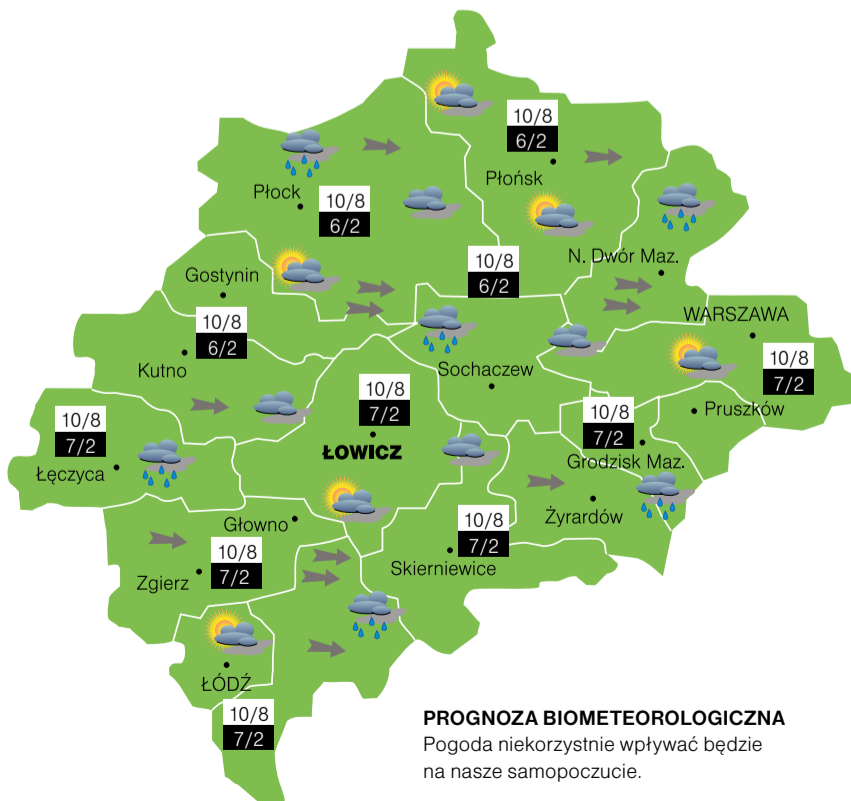 10/8
6/2
Płońsk
Płock
10/8
6/2
N. Dwór Maz.
10/8
6/2
Gostynin
10/8
6/2
Kutno
WARSZAWA
10/8
7/2
Sochaczew
10/8
7/2
ŁOWICZ
10/8
7/2
Pruszków
Grodzisk Maz.
10/8
7/2
Łęczyca
Żyrardów
Głowno
10/8
7/2
Skierniewice
10/8
7/2
Zgierz
ŁÓDŹ
10/8
7/2
PROGNOZA BIOMETEOROLOGICZNA
Pogoda niekorzystnie wpływać będzie
na nasze samopoczucie.